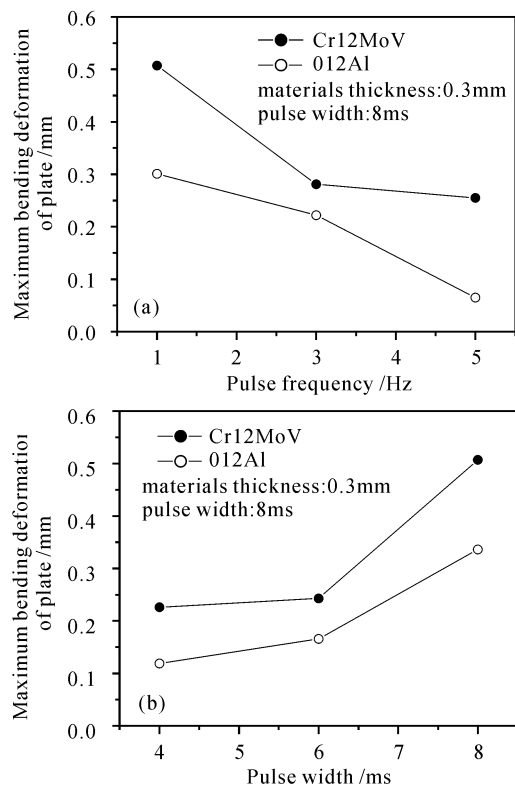 0.6
Cr12MoV
012Al
materials thickness:0.3mm
pulse width:8ms
0.5
0.4
0.3
0.2
0.1
0.0
Maximum bending deformation
of plate /mm
(a)
1 2 3 4 5
Pulse frequency /Hz
0.6
Cr12MoV
012Al
materials thickness:0.3mm
pulse width:8ms
0.5
0.4
0.3
0.2
0.1
0.0
Maximum bending deformation
of plate /mm
(b)
4 5 6 7 8
Pulse width /ms